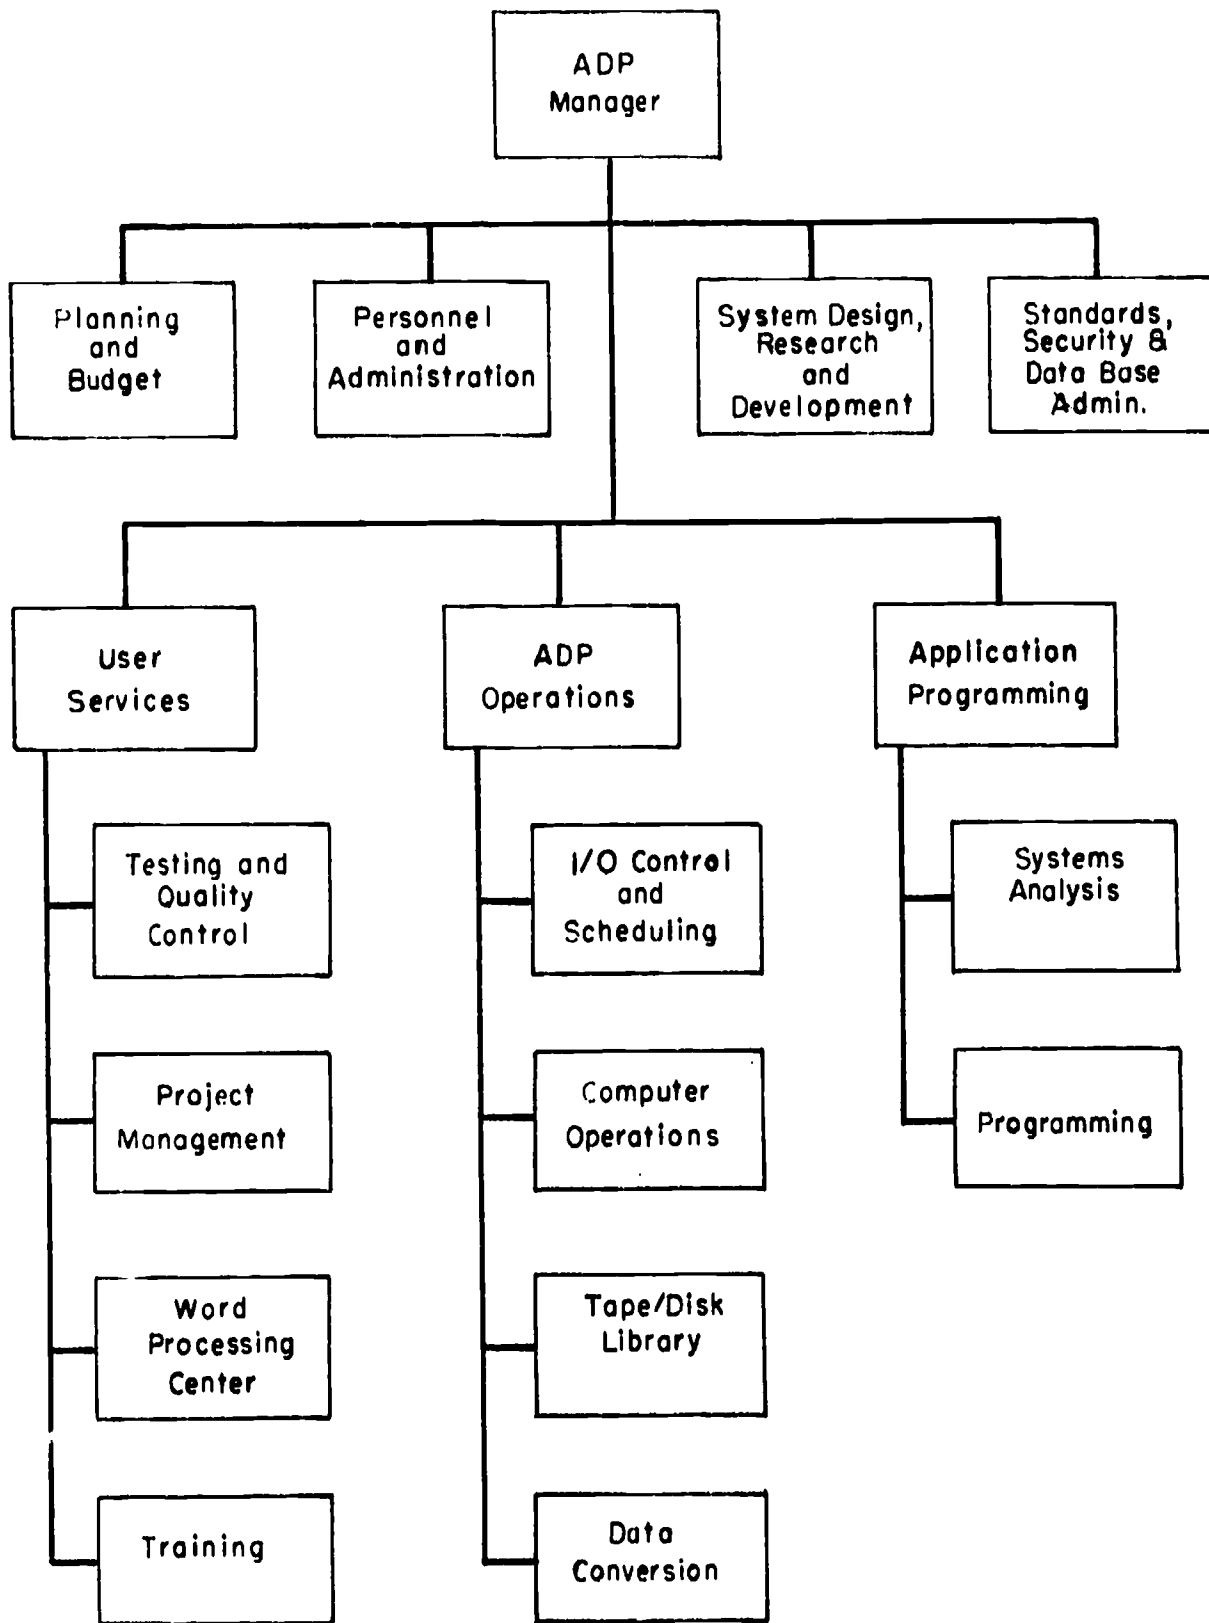 ADP
Manager
Planning
and
Budget
Personnel
and
Administration
System Design,
Research
and
Development
Standards,
Security &
Data Base
Admin.
User
Services
ADP
Operations
Application
Programming
Testing and
Quality
Control
I/O Control
and
Scheduling
Systems
Analysis
Project
Management
Computer
Operations
Programming
Word
Processing
Center
Tape/Disk
Library
Training
Data
Conversion